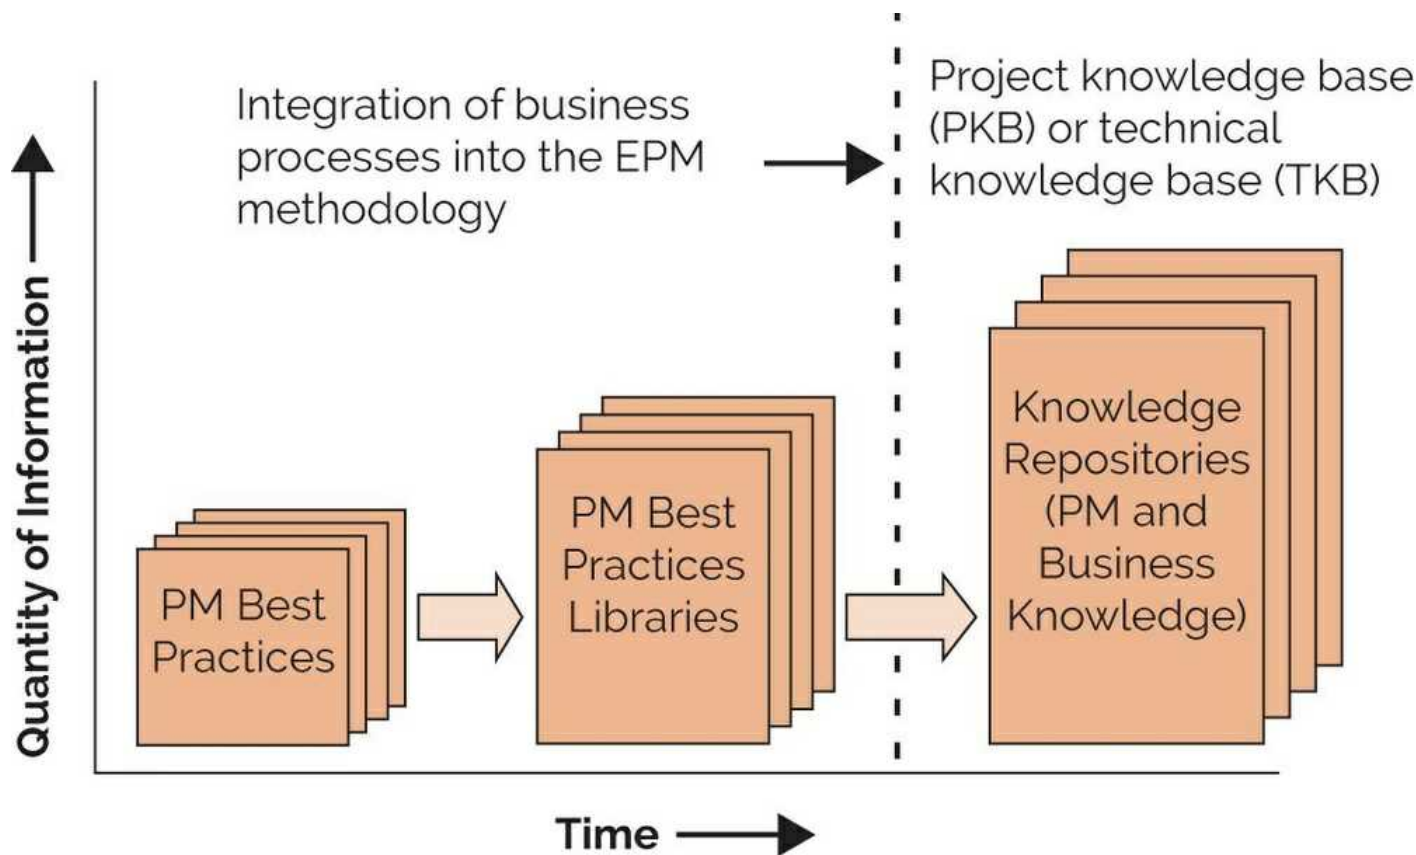 Integration of business
processes into the EPM
methodology
Project knowledge base
(PKB) or technical
knowledge base (TKB)
Quantity of Information
PM Best
Practices
PM Best
Practices
Libraries
Knowledge
Repositories
(PM and
Business
Knowledge)
Time